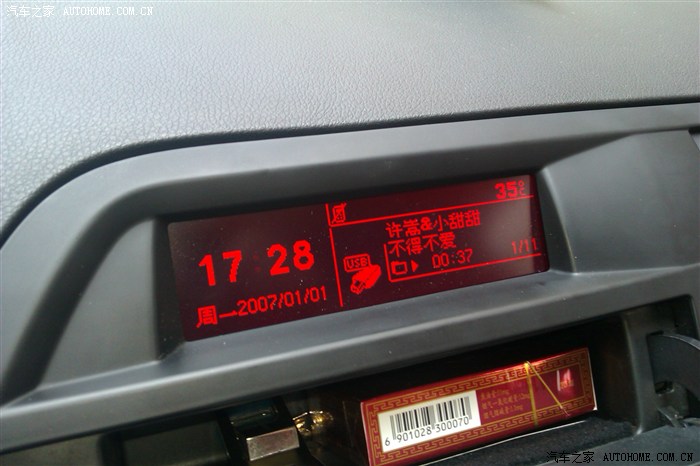 汽车之家 AUTOHOME.COM.CN
35°C
17 28
周一2007/01/01
许嵩&小甜甜
不得不爱
USB
00:37
1/11
6 901028 300070
汽车之家 AUTOHOME.COM.CN